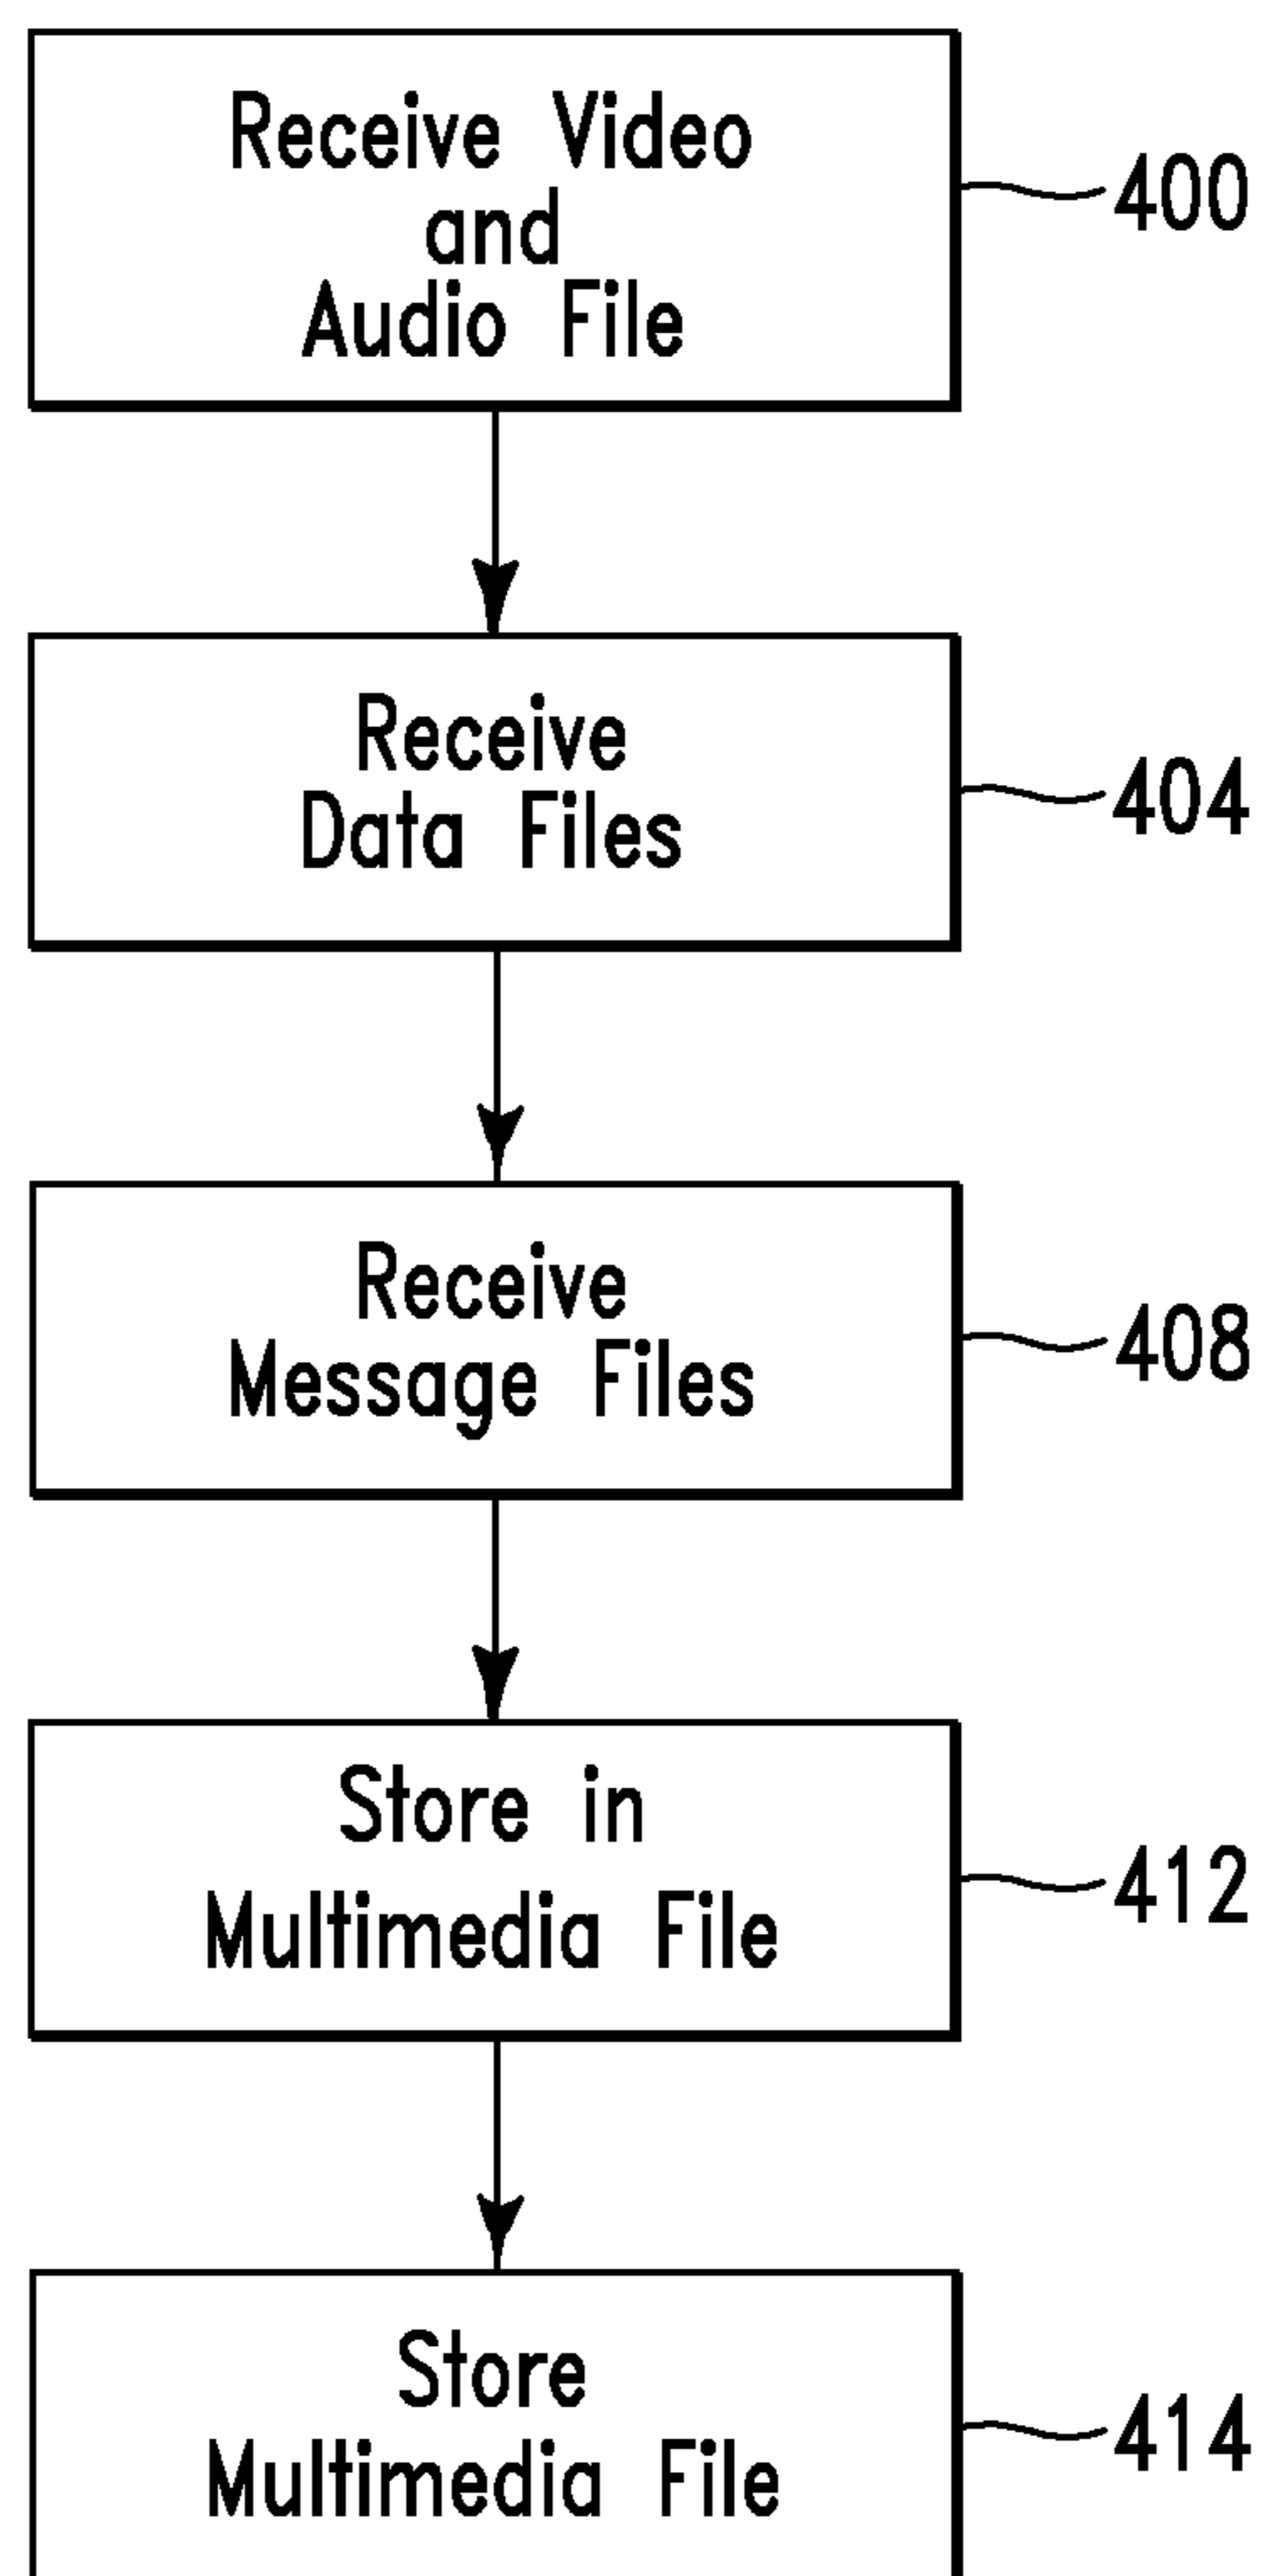 Receive Video
and
Audio File
400
Receive
Data Files
404
Receive
Message Files
408
Store in
Multimedia File
412
Store
Multimedia File
414